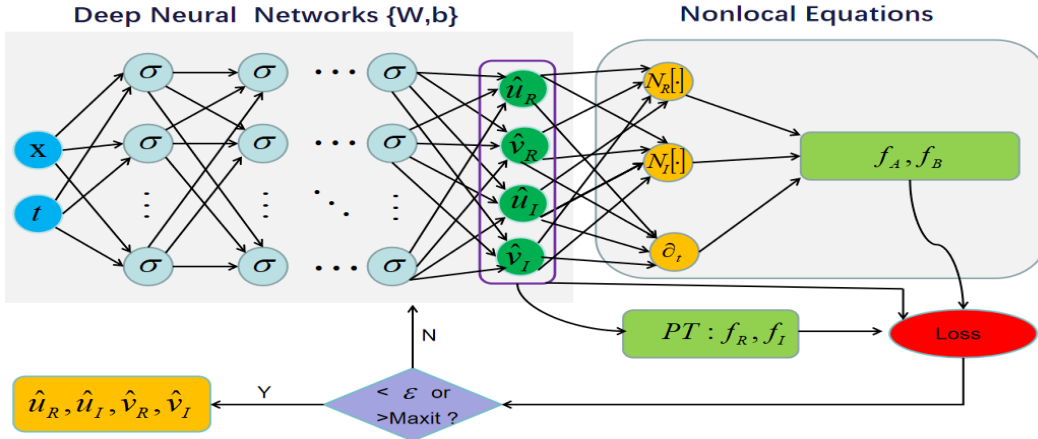 Deep Neural Networks {W,b}
Nonlocal Equations
σ σ ··· σ
û_R
N_R[·]
x
σ σ ··· σ
v̂_R
N_I[·]
f_A, f_B
t
⋮ ⋮ ⋱ ⋮
û_I
σ σ ··· σ
v̂_I
∂_t
PT : f_R, f_I
Loss
N
û_R, û_I, v̂_R, v̂_I
Y
< ε or
>Maxit ?